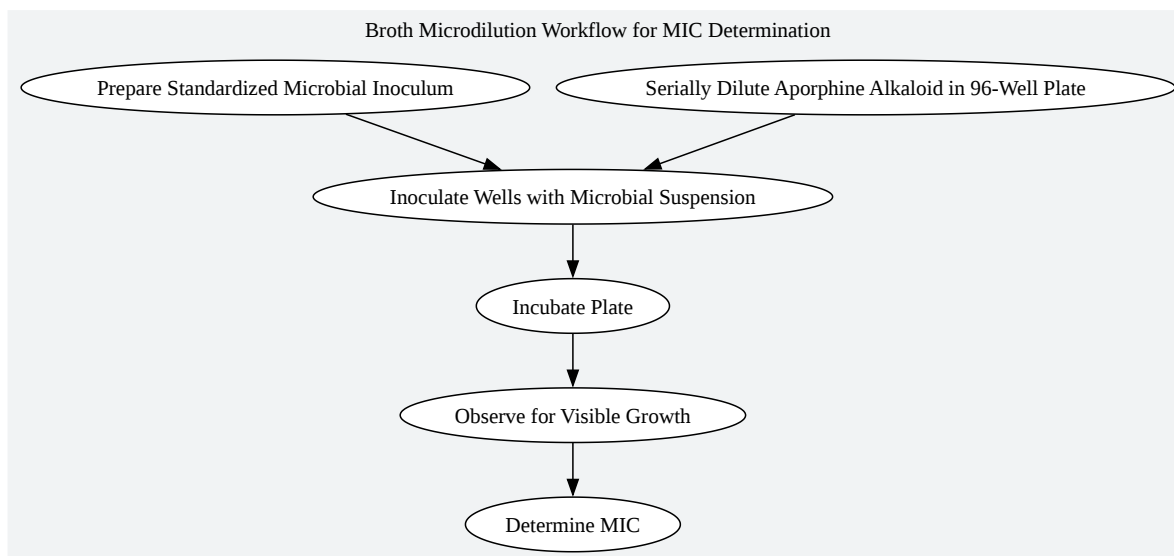 Broth Microdilution Workflow for MIC Determination
Prepare Standardized Microbial Inoculum
Serially Dilute Aporphine Alkaloid in 96-Well Plate
Inoculate Wells with Microbial Suspension
Incubate Plate
Observe for Visible Growth
Determine MIC